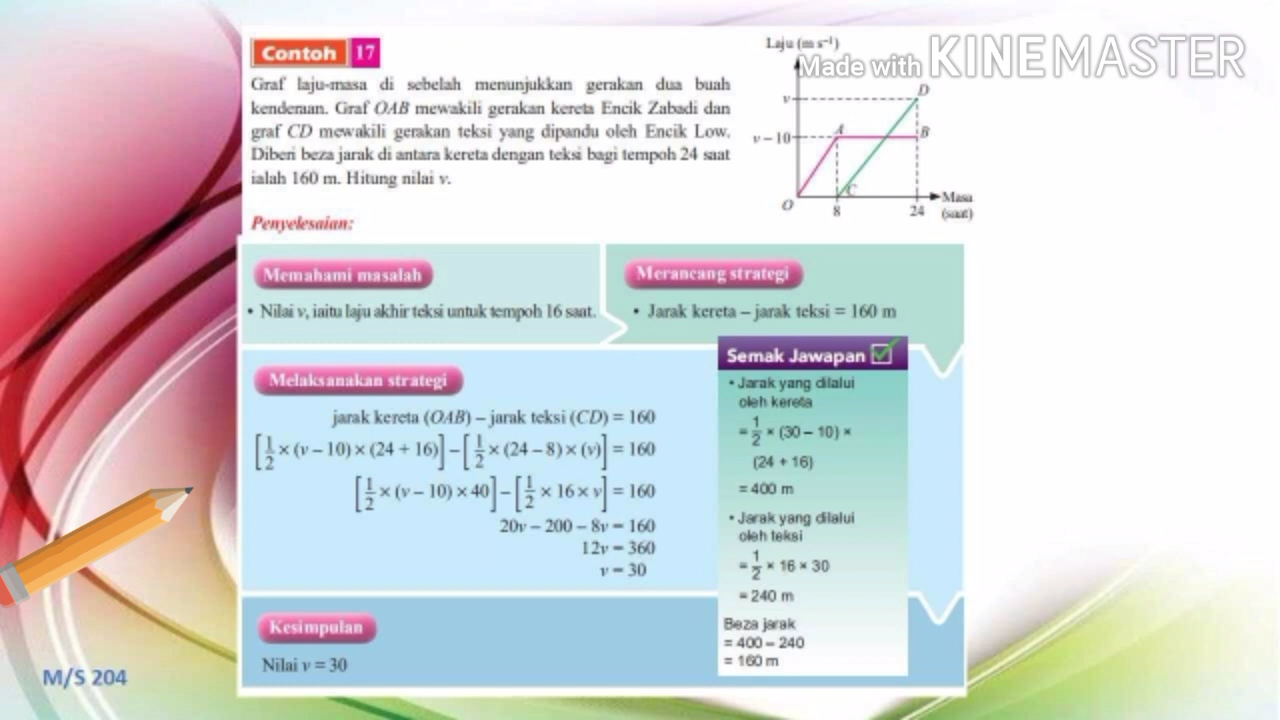 Contoh 17
Graf laju-masa di sebelah menunjukkan gerakan dua buah
kenderaan. Graf OAB mewakili gerakan kereta Encik Zabadi dan
graf CD mewakili gerakan teksi yang dipandu oleh Encik Low.
Diberi beza jarak di antara kereta dengan teksi bagi tempoh 24 saat
ialah 160 m. Hitung nilai v.
Laju (m s⁻¹)
Made with KINEMASTER
D
v
A
B
v – 10
C
O
8
24
Masa
(saat)
Penyelesaian:
Memahami masalah
• Nilai v, iaitu laju akhir teksi untuk tempoh 16 saat.
Merancang strategi
• Jarak kereta – jarak teksi = 160 m
Melaksanakan strategi
jarak kereta (OAB) – jarak teksi (CD) = 160
[1/2 × (v – 10) × (24 + 16)] – [1/2 × (24 – 8) × (v)] = 160
[1/2 × (v – 10) × 40] – [1/2 × 16 × v] = 160
20v – 200 – 8v = 160
12v = 360
v = 30
Semak Jawapan
• Jarak yang dilalui
oleh kereta
= 1/2 × (30 – 10) ×
(24 + 16)
= 400 m
• Jarak yang dilalui
oleh teksi
= 1/2 × 16 × 30
= 240 m
Beza jarak
= 400 – 240
= 160 m
Kesimpulan
Nilai v = 30
M/S 204